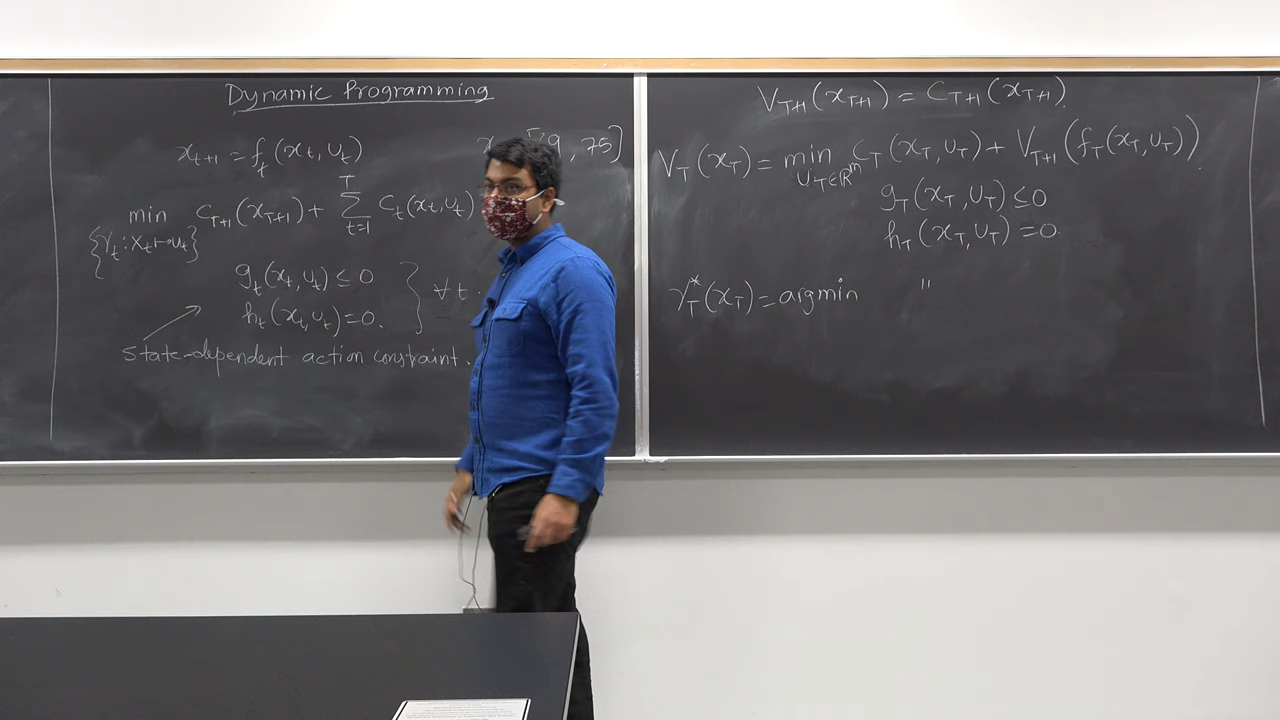 Dynamic Programming
x_{t+1} = f_t(x_t, u_t)
, 75]
min C_{T+1}(x_{T+1}) + Σ_{t=1}^{T} C_t(x_t, u_t)
{γ_t : X_t ↦ u_t}
g_t(x_t, u_t) ≤ 0
h_t(x_t, u_t) = 0. } ∀ t.
State-dependent action constraint.
V_{T+1}(x_{T+1}) = C_{T+1}(x_{T+1}).
V_T(x_T) = min C_T(x_T, u_T) + V_{T+1}(f_T(x_T, u_T)).
u_T ∈ ℝ^m
g_T(x_T, u_T) ≤ 0
h_T(x_T, u_T) = 0.
γ_T^*(x_T) = argmin "